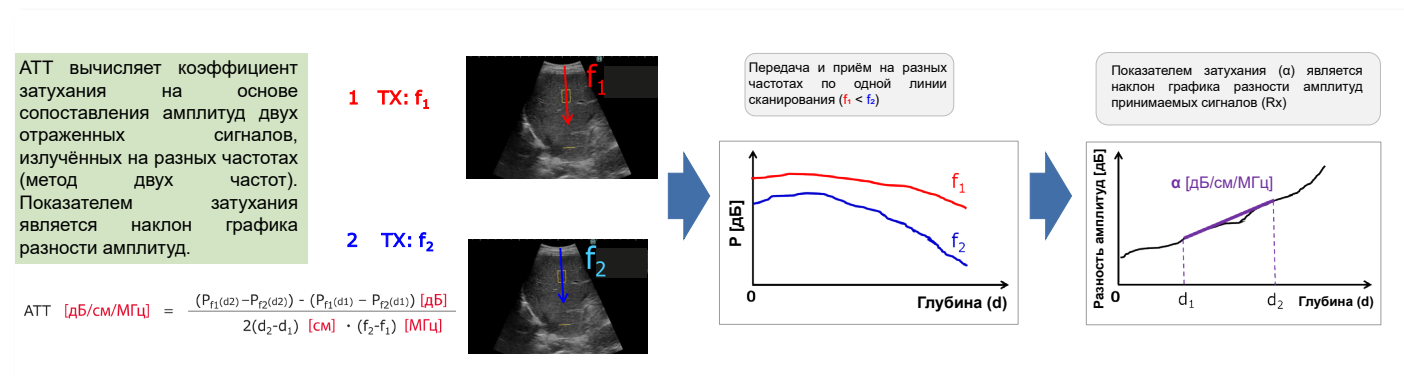 АТТ вычисляет коэффициент
затухания на основе
сопоставления амплитуд двух
отраженных сигналов,
излучённых на разных частотах
(метод двух частот).
Показателем затухания
является наклон графика
разности амплитуд.
ATT [дБ/см/МГц] = (P f1(d2) – P f2(d2)) - (P f1(d1) – P f2(d1)) [дБ]
2(d₂-d₁) [см] · (f₂-f₁) [МГц]
1 TX: f₁
f₁
2 TX: f₂
f₂
Передача и приём на разных
частотах по одной линии
сканирования (f₁ < f₂)
P [дБ]
f₁
f₂
0
Глубина (d)
Показателем затухания (α) является
наклон графика разности амплитуд
принимаемых сигналов (Rx)
Разность амплитуд [дБ]
α [дБ/см/МГц]
0
d₁
d₂
Глубина (d)